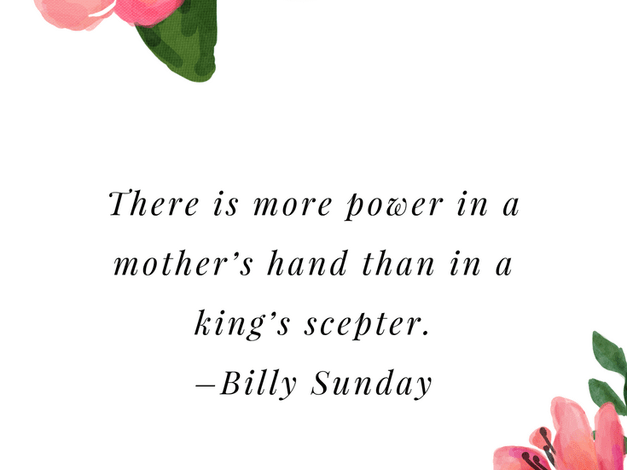 There is more power in a
mother’s hand than in a
king’s scepter.
–Billy Sunday